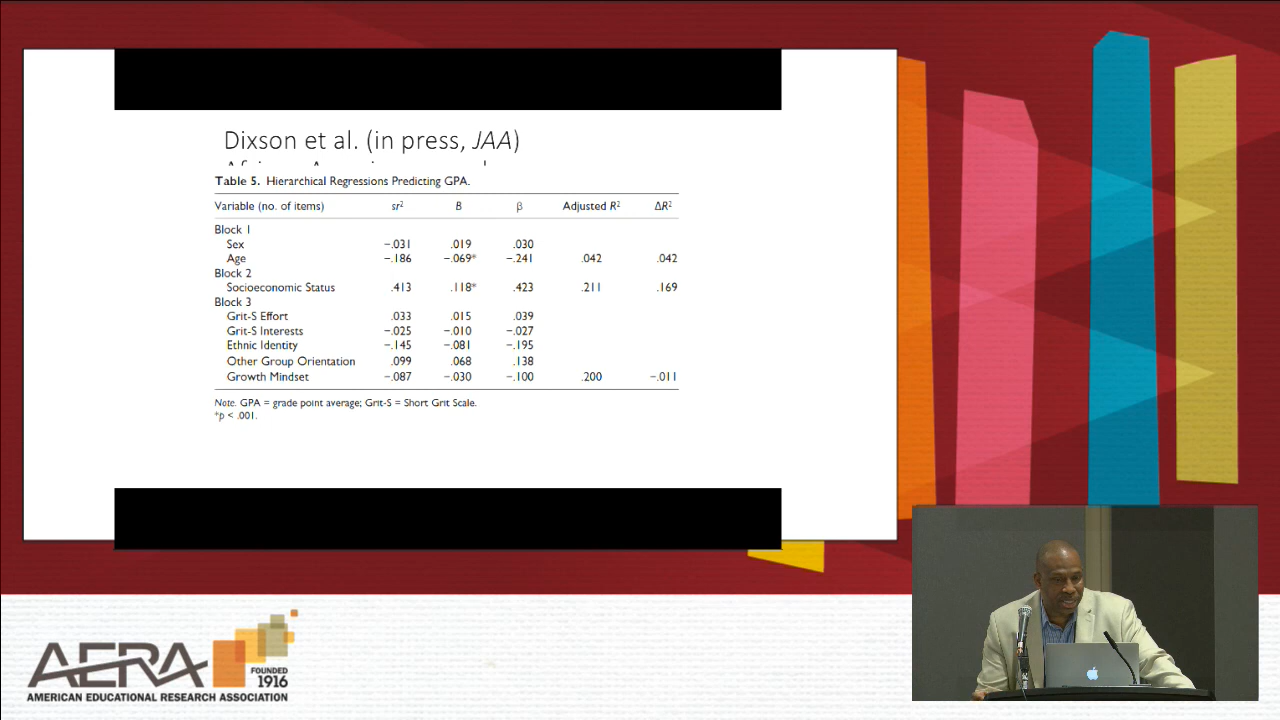 Dixson et al. (in press, JAA)
Table 5. Hierarchical Regressions Predicting GPA.
Variable (no. of items) sr² B β Adjusted R² ΔR²
Block 1
Sex −.031 .019 .030
Age −.186 −.069* −.241 .042 .042
Block 2
Socioeconomic Status .413 .118* .423 .211 .169
Block 3
Grit-S Effort .033 .015 .039
Grit-S Interests −.025 −.010 −.027
Ethnic Identity −.145 −.081 −.195
Other Group Orientation .099 .068 .138
Growth Mindset −.087 −.030 −.100 .200 −.011
Note. GPA = grade point average; Grit-S = Short Grit Scale.
*p < .001.
AERA
FOUNDED
1916
AMERICAN EDUCATIONAL RESEARCH ASSOCIATION